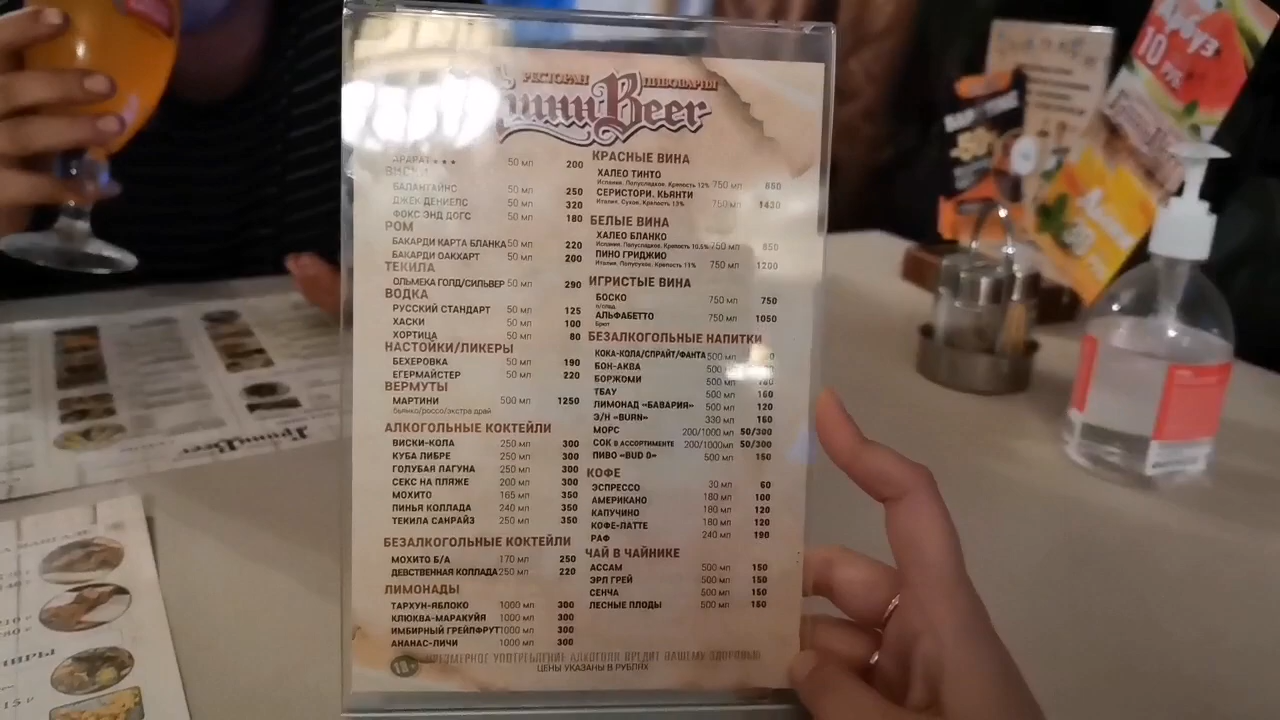 РЕСТОРАН ПИВОВАРНЯ
ГриннBeer
АРАРАТ *** 50 мл 200
ВИСКИ
БАЛАНТАЙНС 50 мл 250
ДЖЕК ДЕНИЕЛС 50 мл 320
ФОКС ЭНД ДОГС 50 мл 180
РОМ
БАКАРДИ КАРТА БЛАНКА 50 мл 220
БАКАРДИ ОАКХАРТ 50 мл 200
ТЕКИЛА
ОЛЬМЕКА ГОЛД/СИЛЬВЕР 50 мл 290
ВОДКА
РУССКИЙ СТАНДАРТ 50 мл 125
ХАСКИ 50 мл 100
ХОРТИЦА 50 мл 80
НАСТОЙКИ/ЛИКЕРЫ
БЕХЕРОВКА 50 мл 190
ЕГЕРМАЙСТЕР 50 мл 220
ВЕРМУТЫ
МАРТИНИ 500 мл 1250
бьянко/россо/экстра драй
АЛКОГОЛЬНЫЕ КОКТЕЙЛИ
ВИСКИ-КОЛА 250 мл 300
КУБА ЛИБРЕ 250 мл 300
ГОЛУБАЯ ЛАГУНА 250 мл 300
СЕКС НА ПЛЯЖЕ 200 мл 300
МОХИТО 165 мл 350
ПИНЬЯ КОЛЛАДА 240 мл 350
ТЕКИЛА САНРАЙЗ 250 мл 350
БЕЗАЛКОГОЛЬНЫЕ КОКТЕЙЛИ
МОХИТО Б/А 170 мл 250
ДЕВСТВЕННАЯ КОЛЛАДА 250 мл 220
ЛИМОНАДЫ
ТАРХУН-ЯБЛОКО 1000 мл 300
КЛЮКВА-МАРАКУЙЯ 1000 мл 300
ИМБИРНЫЙ ГРЕЙПФРУТ 1000 мл 300
АНАНАС-ЛИЧИ 1000 мл 300
КРАСНЫЕ ВИНА
ХАЛЕО ТИНТО
Испания. Полусладкое. Крепость 12% 750 мл 850
СЕРИСТОРИ. КЬЯНТИ
Италия. Сухое. Крепость 13% 750 мл 1430
БЕЛЫЕ ВИНА
ХАЛЕО БЛАНКО
Испания. Полусладкое. Крепость 10.5% 750 мл 850
ПИНО ГРИДЖИО
Италия. Полусухое. Крепость 13% 750 мл 1200
ИГРИСТЫЕ ВИНА
БОСКО 750 мл 750
п/слад.
АЛЬФАБЕТТО 750 мл 1050
Брют
БЕЗАЛКОГОЛЬНЫЕ НАПИТКИ
КОКА-КОЛА/СПРАЙТ/ФАНТА 500 мл
БОН-АКВА 500 мл
БОРЖОМИ 500 мл
ТБАУ 500 мл 160
ЛИМОНАД «БАВАРИЯ» 500 мл 120
Э/Н «BURN» 330 мл 160
МОРС 200/1000 мл 50/300
СОК В АССОРТИМЕНТЕ 200/1000мл 50/300
ПИВО «BUD 0» 500 мл 150
КОФЕ
ЭСПРЕССО 30 мл 60
АМЕРИКАНО 180 мл 100
КАПУЧИНО 180 мл 120
КОФЕ-ЛАТТЕ 180 мл 120
РАФ 240 мл 190
ЧАЙ В ЧАЙНИКЕ
АССАМ 500 мл 150
ЭРЛ ГРЕЙ 500 мл 150
СЕНЧА 500 мл 150
ЛЕСНЫЕ ПЛОДЫ 500 мл 150
18+ ЧРЕЗМЕРНОЕ УПОТРЕБЛЕНИЕ АЛКОГОЛЯ ВРЕДИТ ВАШЕМУ ЗДОРОВЬЮ
ЦЕНЫ УКАЗАНЫ В РУБЛЯХ
Арбуз
10 РУБ
ГриннBeer